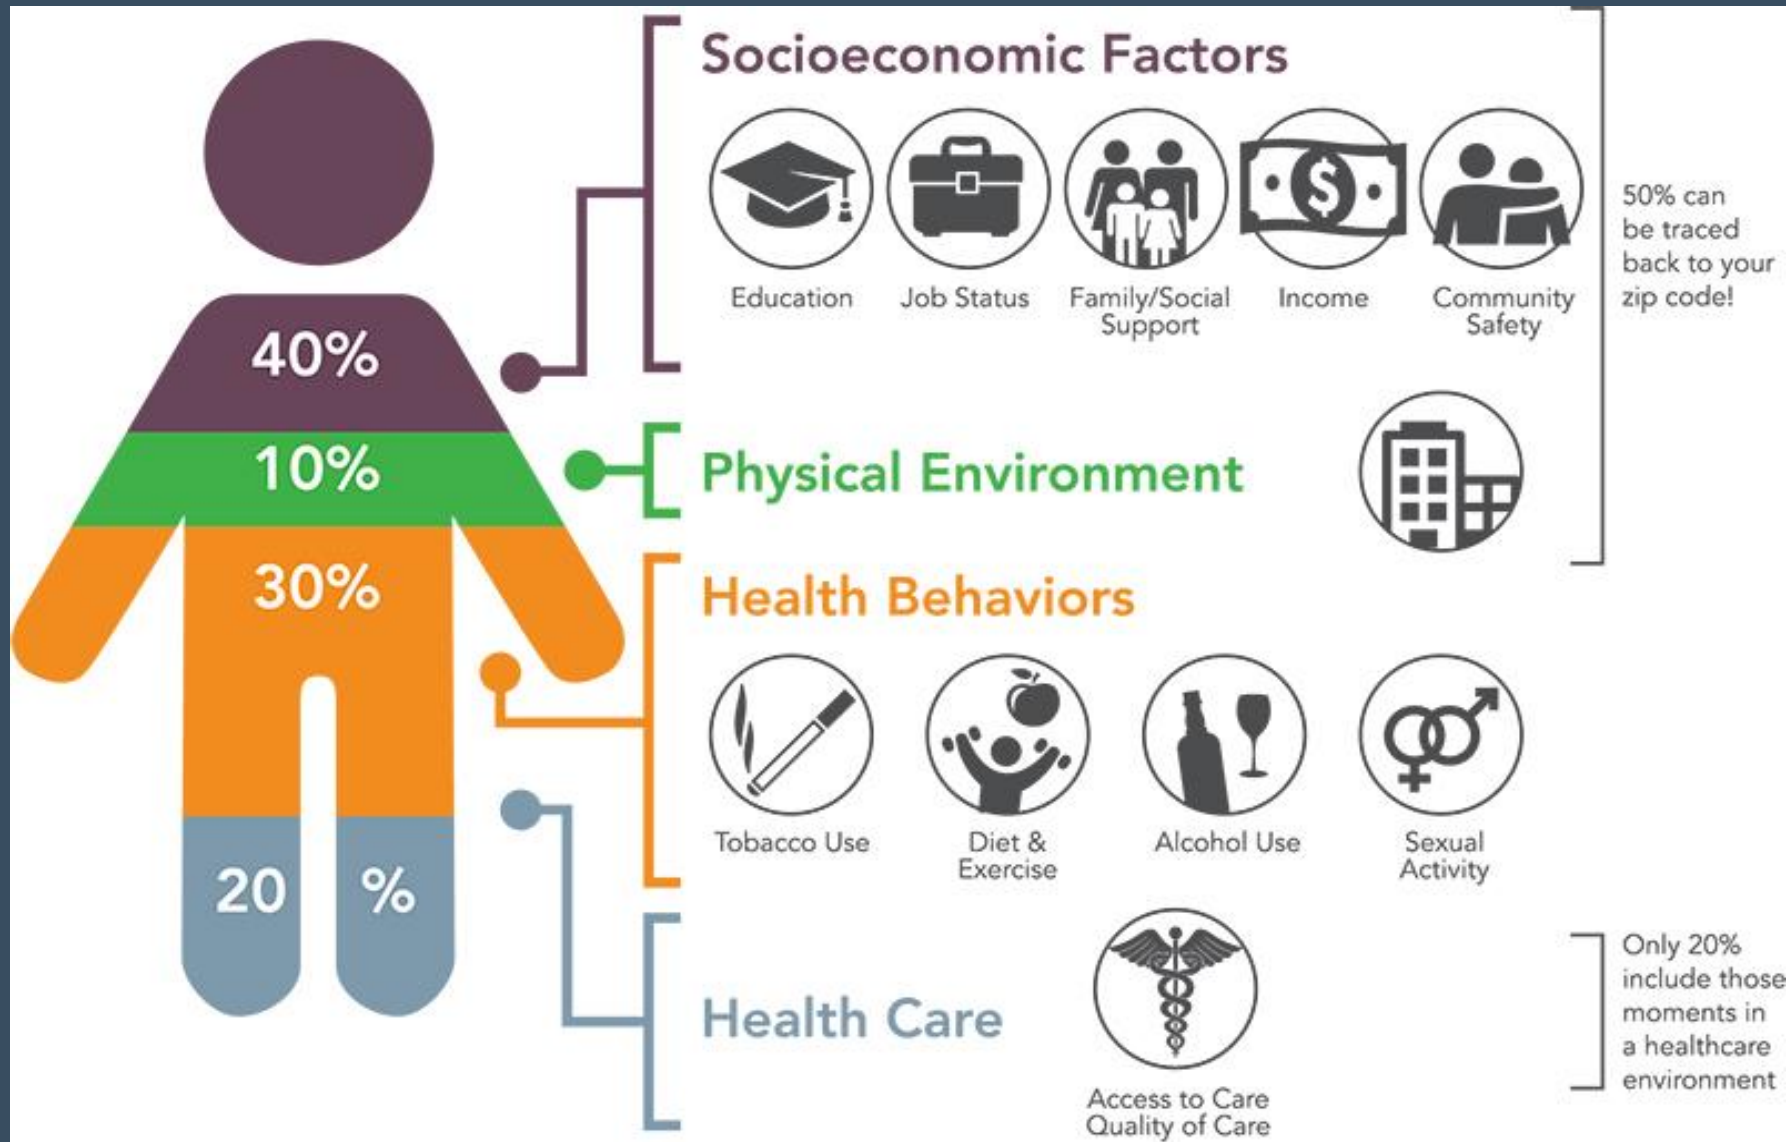 Socioeconomic Factors
Education
Job Status
Family/Social
Support
Income
Community
Safety
50% can
be traced
back to your
zip code!
40%
10%
Physical Environment
30%
Health Behaviors
Tobacco Use
Diet &
Exercise
Alcohol Use
Sexual
Activity
20 %
Health Care
Access to Care
Quality of Care
Only 20%
include those
moments in
a healthcare
environment